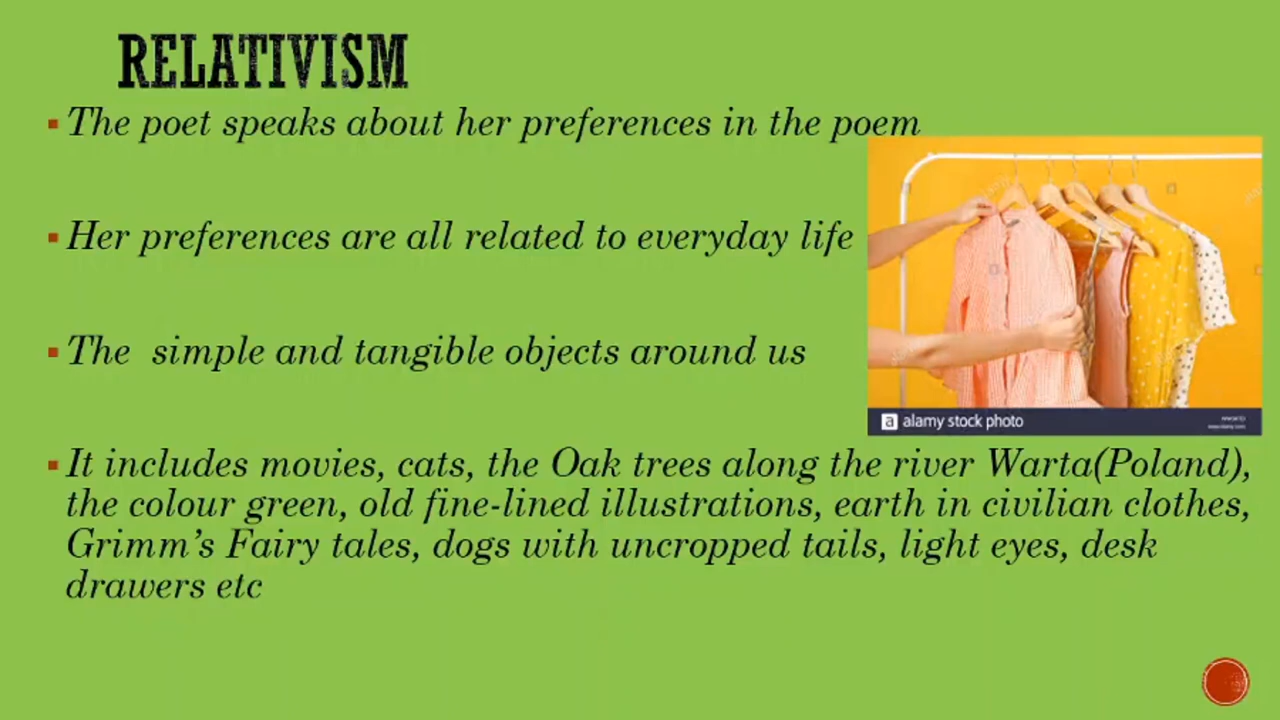 RELATIVISM
The poet speaks about her preferences in the poem
Her preferences are all related to everyday life
The simple and tangible objects around us
a alamy stock photo
It includes movies, cats, the Oak trees along the river Warta(Poland),
the colour green, old fine-lined illustrations, earth in civilian clothes,
Grimm's Fairy tales, dogs with uncropped tails, light eyes, desk
drawers etc